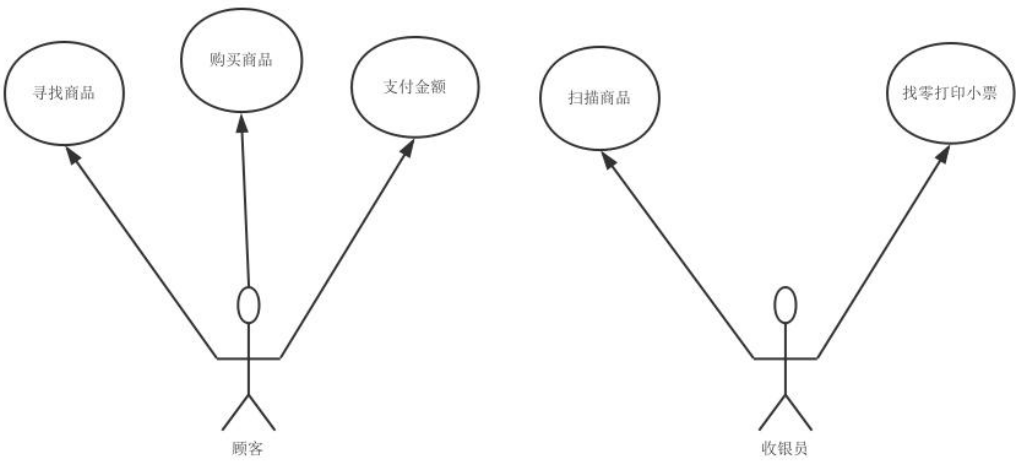 寻找商品
购买商品
支付金额
扫描商品
找零打印小票
顾客
收银员